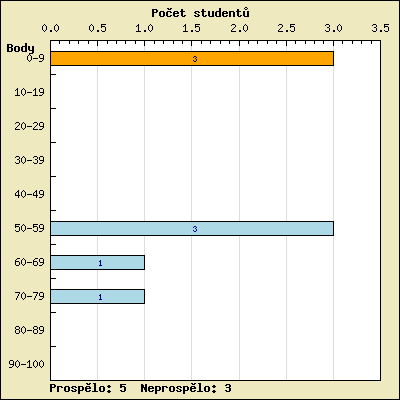 Počet studentů
0.0 0.5 1.0 1.5 2.0 2.5 3.0 3.5
Body
0-9 3
10-19
20-29
30-39
40-49
50-59 3
60-69 1
70-79 1
80-89
90-100
Prospělo: 5 Neprospělo: 3